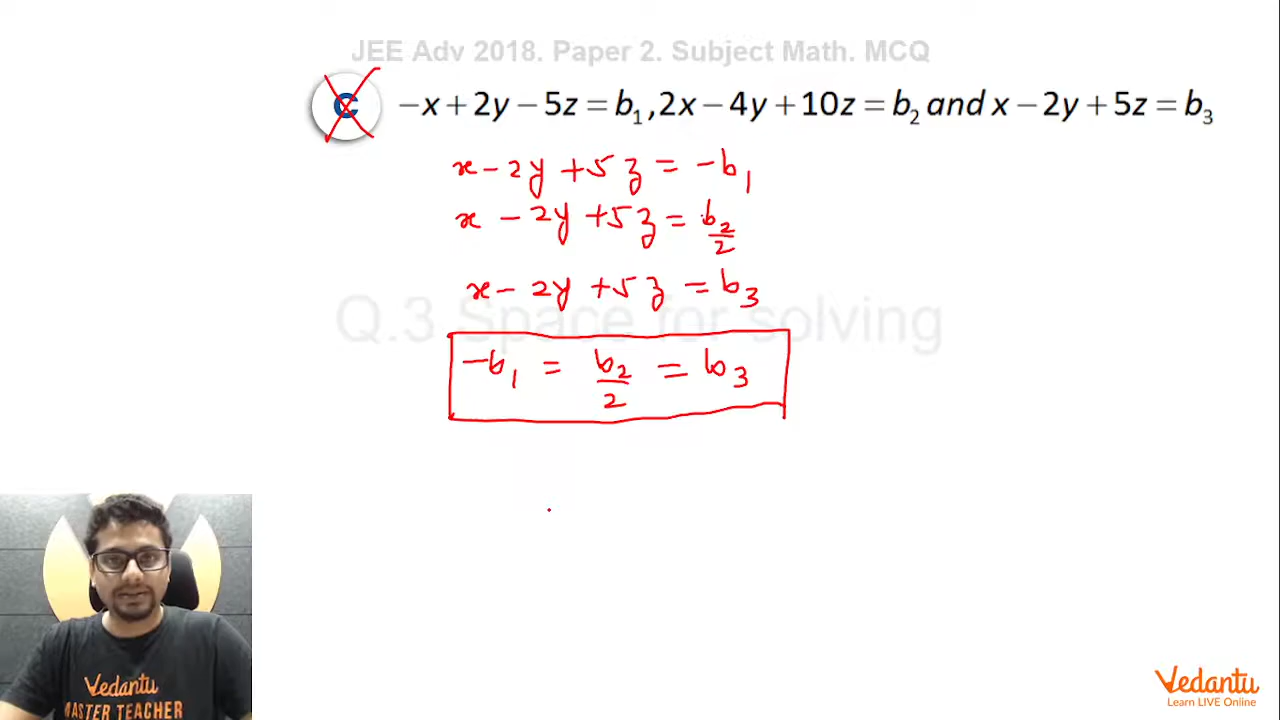 JEE Adv 2018. Paper 2. Subject Math. MCQ
C −x + 2y − 5z = b₁, 2x − 4y + 10z = b₂ and x − 2y + 5z = b₃
x − 2y + 5z = −b₁
x − 2y + 5z = b₂/2
x − 2y + 5z = b₃
Q.3 Space for solving
−b₁ = b₂/2 = b₃
Vedantu
MASTER TEACHER
Vedantu
Learn LIVE Online